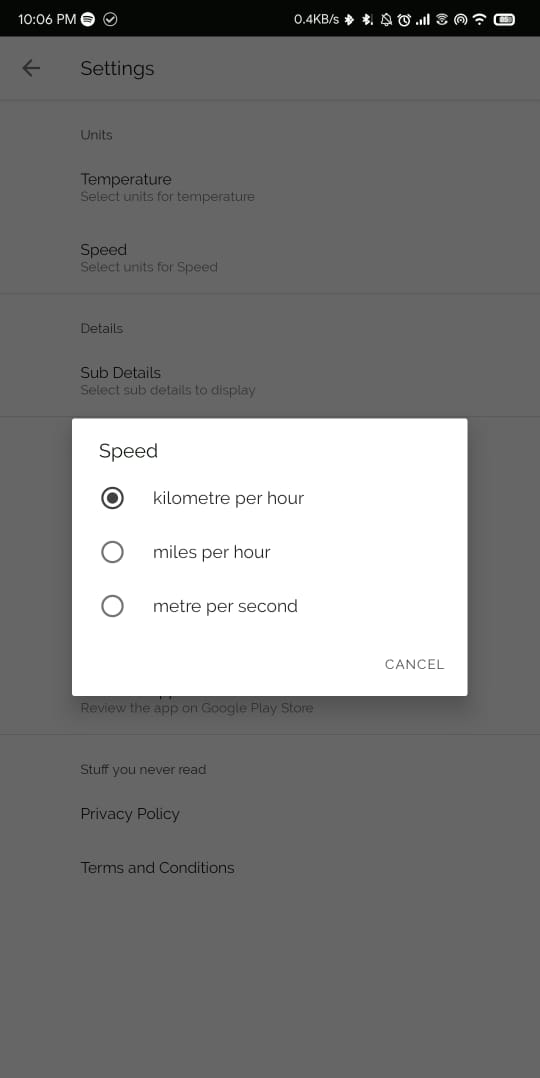 10:06 PM 0.4KB/s
Settings
Units
Temperature
Select units for temperature
Speed
Select units for Speed
Details
Sub Details
Select sub details to display
Speed
kilometre per hour
miles per hour
metre per second
CANCEL
Review the app on Google Play Store
Stuff you never read
Privacy Policy
Terms and Conditions